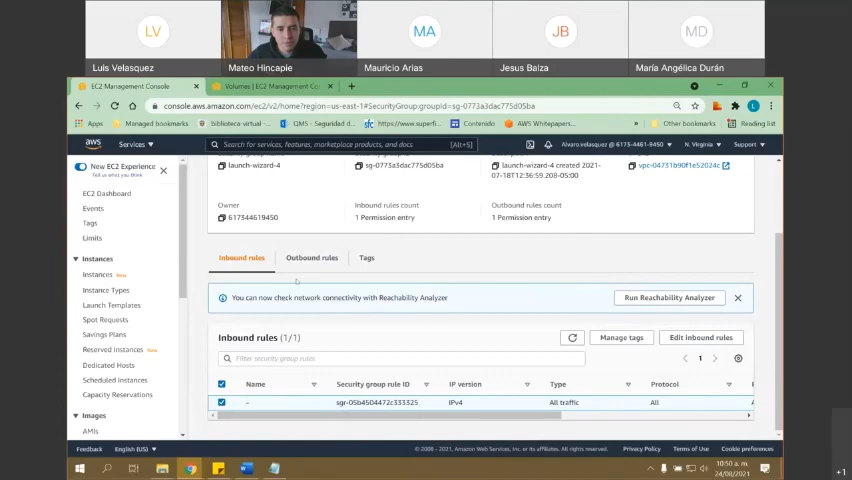 LV
MA
JB
MD
Luis Velasquez
Mateo Hincapie
Mauricio Arias
Jesus Balza
María Angélica Durán
EC2 Management Console
Volumes | EC2 Management Con
console.aws.amazon.com/ec2/v2/home?region=us-east-1#SecurityGroup:groupId=sg-0773a3dac775d05ba
L
Apps
Managed bookmarks
biblioteca-virtual-
QMS - Seguridad d
https://www.superfi
Contenido
AWS Whitepapers...
»
Other bookmarks
Reading list
aws
Services
Search for services, features, marketplace products, and docs
[Alt+S]
Alvaro.velasquez @ 6173-4461-9450
N. Virginia
Support
New EC2 Experience
Tell us what you think
EC2 Dashboard
Events
Tags
Limits
Instances
Instances New
Instance Types
Launch Templates
Spot Requests
Savings Plans
Reserved Instances New
Dedicated Hosts
Scheduled Instances
Capacity Reservations
Images
AMIs
launch-wizard-4
sg-0773a3dac775d05ba
launch-wizard-4 created 2021-
07-18T12:36:59.208-05:00
vpc-04731b90f1e52024c
Owner
617344619450
Inbound rules count
1 Permission entry
Outbound rules count
1 Permission entry
Inbound rules
Outbound rules
Tags
You can now check network connectivity with Reachability Analyzer
Run Reachability Analyzer
Inbound rules (1/1)
Manage tags
Edit inbound rules
Filter security group rules
1
Name
Security group rule ID
IP version
Type
Protocol
–
sgr-05b4504472c333325
IPv4
All traffic
All
Feedback
English (US)
© 2008 - 2021, Amazon Web Services, Inc. or its affiliates. All rights reserved.
Privacy Policy
Terms of Use
Cookie preferences
10:50 a. m.
24/08/2021
+1